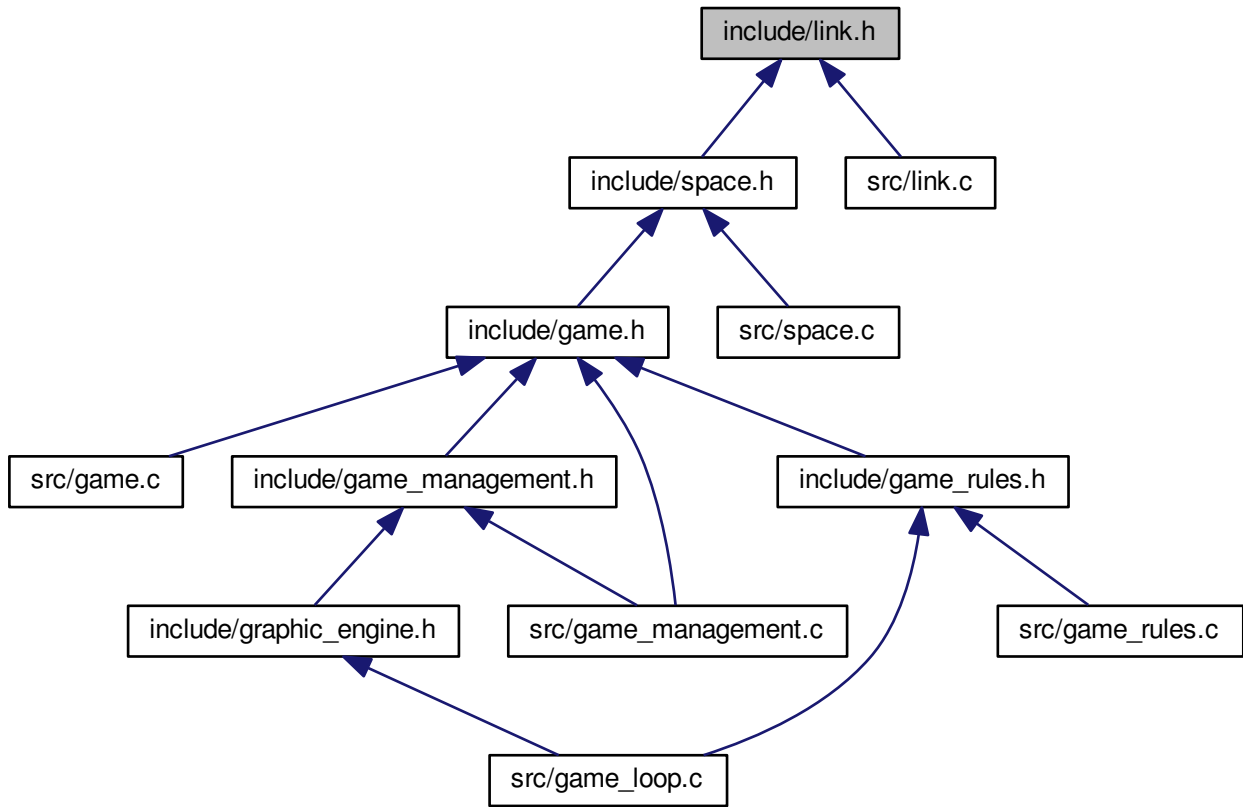 include/link.h
include/space.h
src/link.c
include/game.h
src/space.c
src/game.c
include/game_management.h
include/game_rules.h
include/graphic_engine.h
src/game_management.c
src/game_rules.c
src/game_loop.c